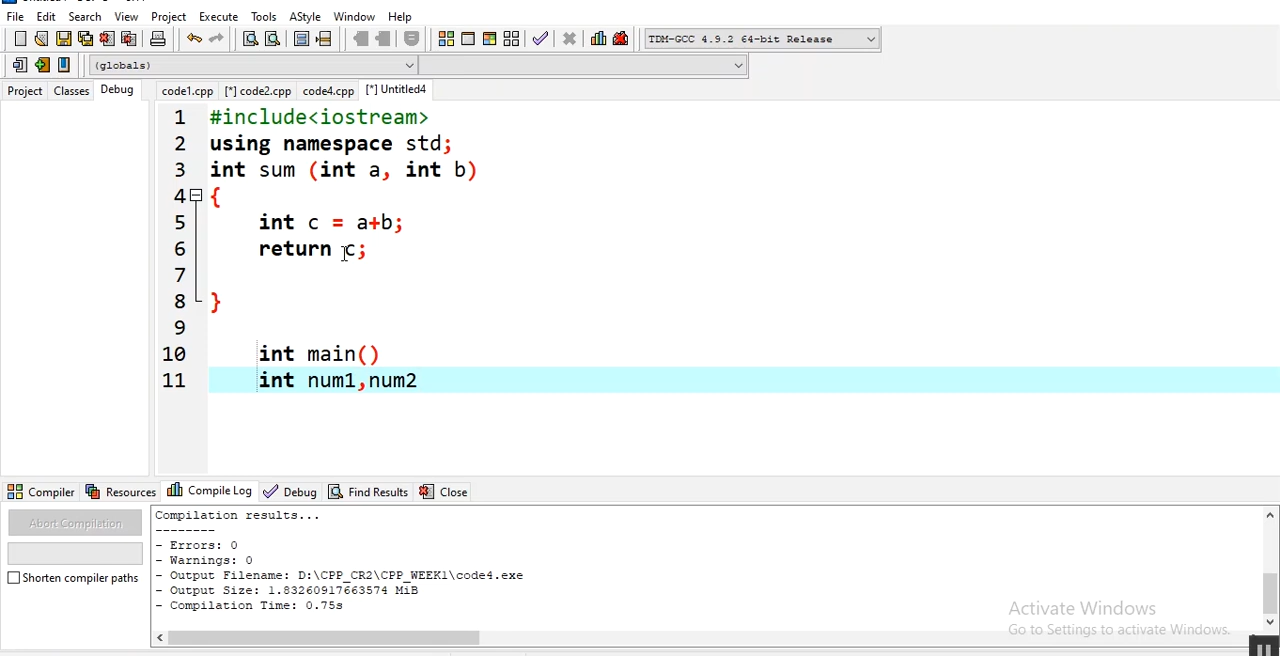 File Edit Search View Project Execute Tools AStyle Window Help
TDM-GCC 4.9.2 64-bit Release
(globals)
Project Classes Debug code1.cpp [*] code2.cpp code4.cpp [*] Untitled4
1 #include<iostream>
2 using namespace std;
3 int sum (int a, int b)
4 {
5 int c = a+b;
6 return c;
7
8 }
9
10 int main()
11 int num1,num2
Compiler Resources Compile Log Debug Find Results Close
Abort Compilation
Shorten compiler paths
Compilation results...
--------
- Errors: 0
- Warnings: 0
- Output Filename: D:\CPP_CR2\CPP_WEEK1\code4.exe
- Output Size: 1.83260917663574 MiB
- Compilation Time: 0.75s
Activate Windows
Go to Settings to activate Windows.